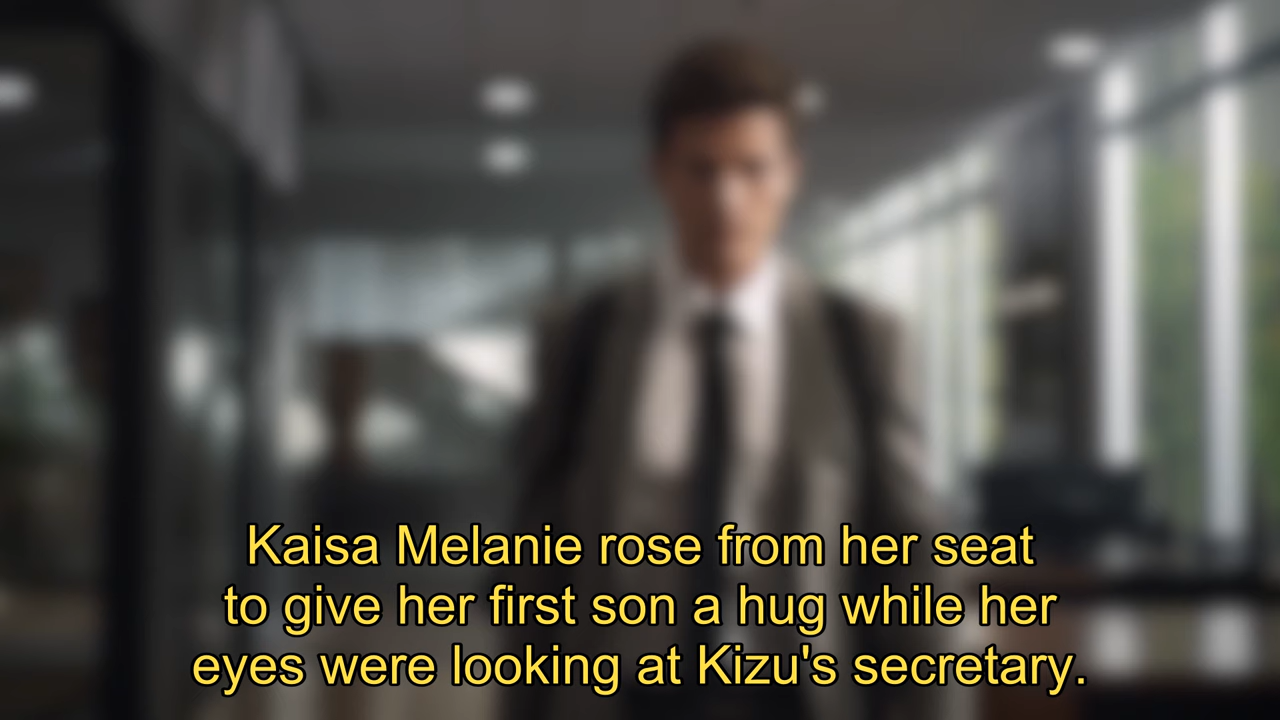 Kaisa Melanie rose from her seat
to give her first son a hug while her
eyes were looking at Kizu's secretary.